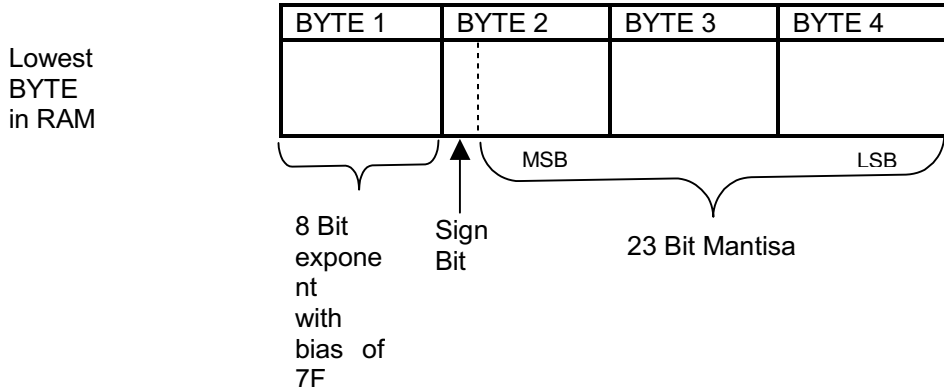 BYTE 1 BYTE 2 BYTE 3 BYTE 4
Lowest
BYTE
in RAM
MSB LSB
8 Bit
expone
nt
with
bias of
7F
Sign
Bit
23 Bit Mantisa